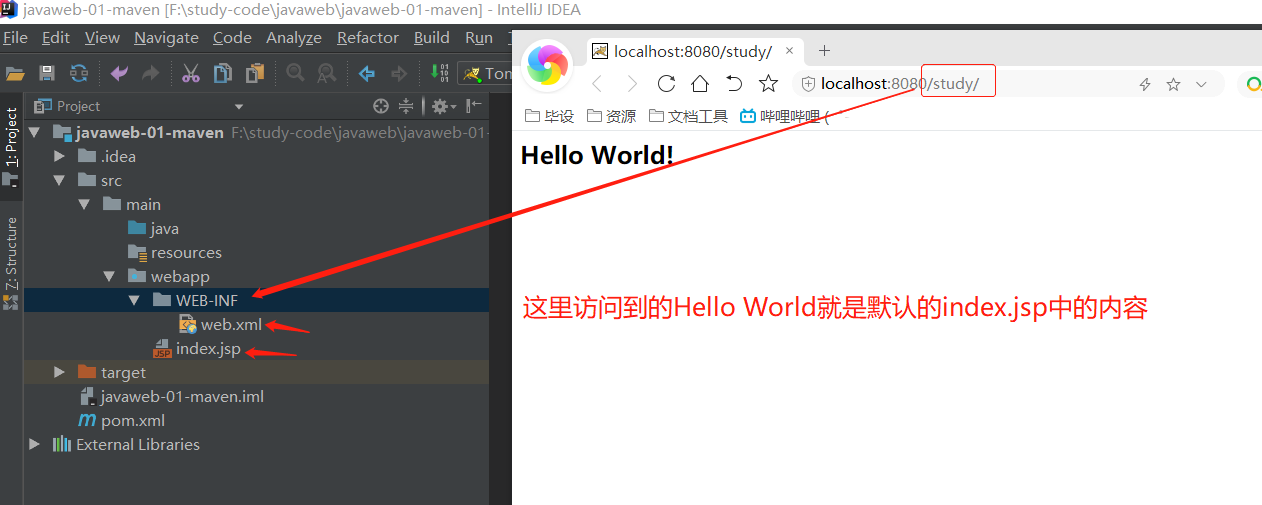 javaweb-01-maven [F:\study-code\javaweb\javaweb-01-maven] - IntelliJ IDEA
File Edit View Navigate Code Analyze Refactor Build Run
localhost:8080/study/
localhost:8080/study/
毕设 资源 文档工具 哔哩哔哩 (
Hello World!
这里访问到的Hello World就是默认的index.jsp中的内容
Tom
Project
1: Project
Z: Structure
javaweb-01-maven F:\study-code\javaweb\javaweb-01-
.idea
src
main
java
resources
webapp
WEB-INF
web.xml
index.jsp
target
javaweb-01-maven.iml
pom.xml
External Libraries